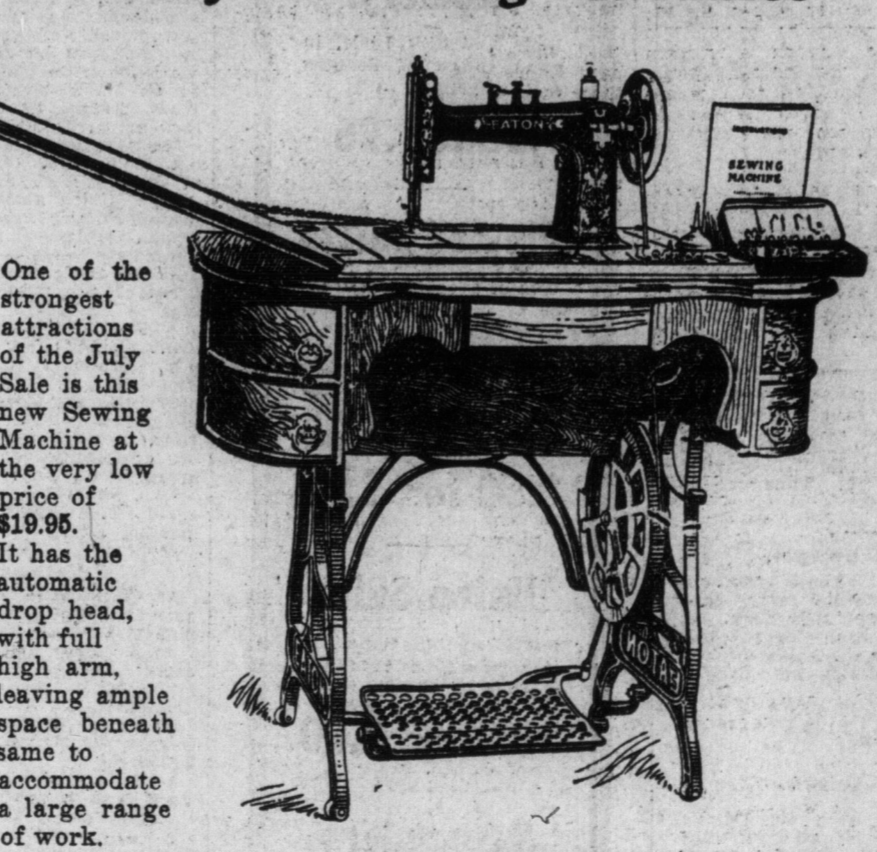 One of the
strongest
attractions
of the July
Sale is this
new Sewing
Machine at
the very low
price of
$19.95.
It has the
automatic
drop head,
with full
high arm,
leaving ample
space beneath
same to
accommodate
a large range
of work.
EATON
INSTRUCTIONS
SEWING
MACHINE
EATON